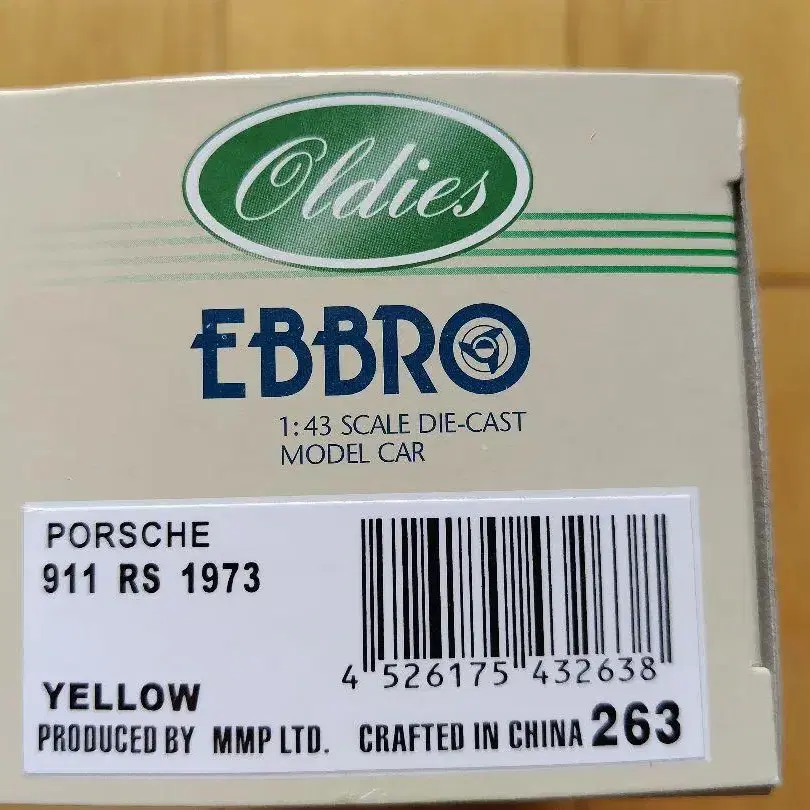 Oldies
EBBRO
1:43 SCALE DIE-CAST
MODEL CAR
PORSCHE
911 RS 1973
4 526175 432638
YELLOW
PRODUCED BY MMP LTD. CRAFTED IN CHINA 263